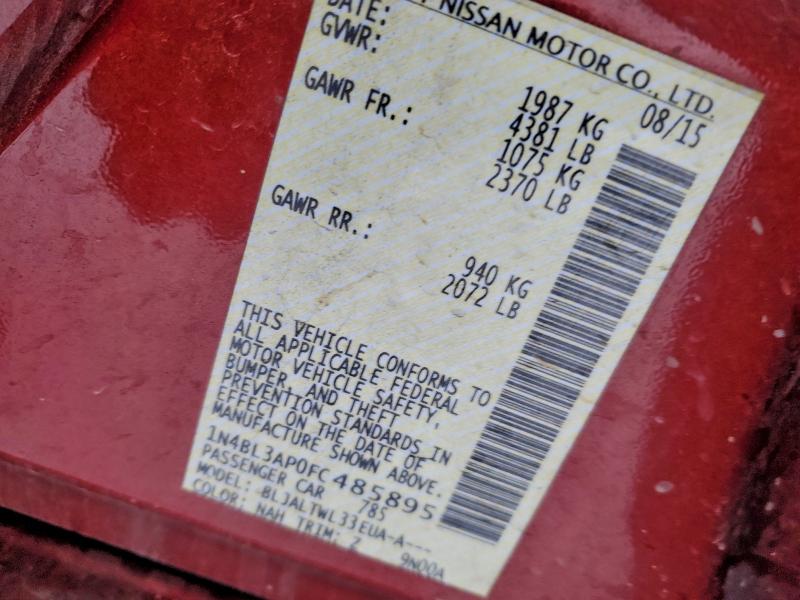 NISSAN MOTOR CO., LTD.
DATE: 08/15
GVWR: 1987 KG
4381 LB
GAWR FR.: 1075 KG
2370 LB
GAWR RR.: 940 KG
2072 LB
THIS VEHICLE CONFORMS TO
ALL APPLICABLE FEDERAL
MOTOR VEHICLE SAFETY,
BUMPER, AND THEFT
PREVENTION STANDARDS IN
EFFECT ON THE DATE OF
MANUFACTURE SHOWN ABOVE.
1N4BL3AP0FC485895
PASSENGER CAR 785
MODEL: BL3ALTWL33EUA-A---
COLOR: NAH TRIM: Z 9N00A